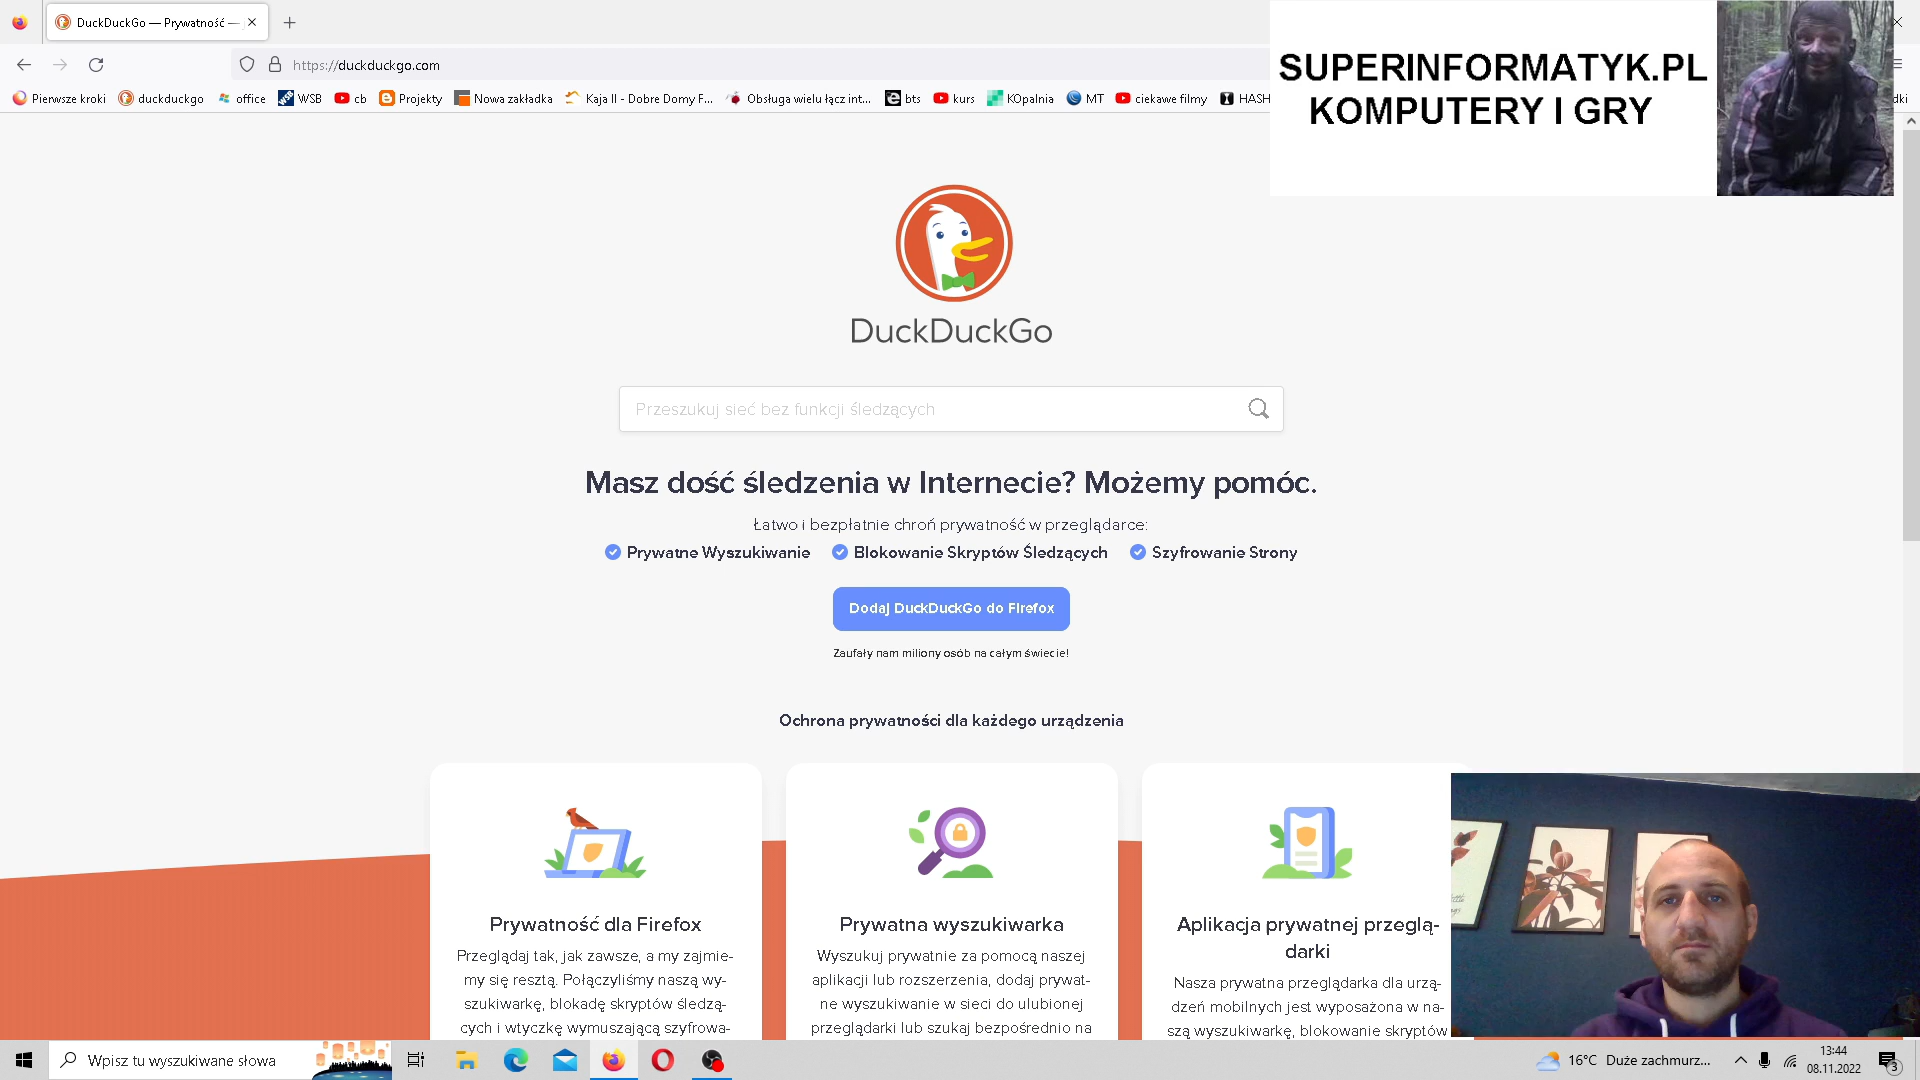 DuckDuckGo — Prywatność —
https://duckduckgo.com
Pierwsze kroki
duckduckgo
office
WSB
cb
Projekty
Nowa zakładka
Kaja II - Dobre Domy F...
Obsługa wielu łącz int...
bts
kurs
KOpalnia
MT
ciekawe filmy
HASH
dki
SUPERINFORMATYK.PL
KOMPUTERY I GRY
DuckDuckGo
Przeszukuj sieć bez funkcji śledzących
Masz dość śledzenia w Internecie? Możemy pomóc.
Łatwo i bezpłatnie chroń prywatność w przeglądarce:
Prywatne Wyszukiwanie
Blokowanie Skryptów Śledzących
Szyfrowanie Strony
Dodaj DuckDuckGo do Firefox
Zaufały nam miliony osób na całym świecie!
Ochrona prywatności dla każdego urządzenia
Prywatność dla Firefox
Przeglądaj tak, jak zawsze, a my zajmie-
my się resztą. Połączyliśmy naszą wy-
szukiwarkę, blokadę skryptów śledzą-
cych i wtyczkę wymuszającą szyfrowa-
Prywatna wyszukiwarka
Wyszukuj prywatnie za pomocą naszej
aplikacji lub rozszerzenia, dodaj prywat-
ne wyszukiwanie w sieci do ulubionej
przeglądarki lub szukaj bezpośrednio na
Aplikacja prywatnej przeglą-
darki
Nasza prywatna przeglądarka dla urzą-
dzeń mobilnych jest wyposażona w na-
szą wyszukiwarkę, blokowanie skryptów
Wpisz tu wyszukiwane słowa
16°C Duże zachmurz...
13:44
08.11.2022
3